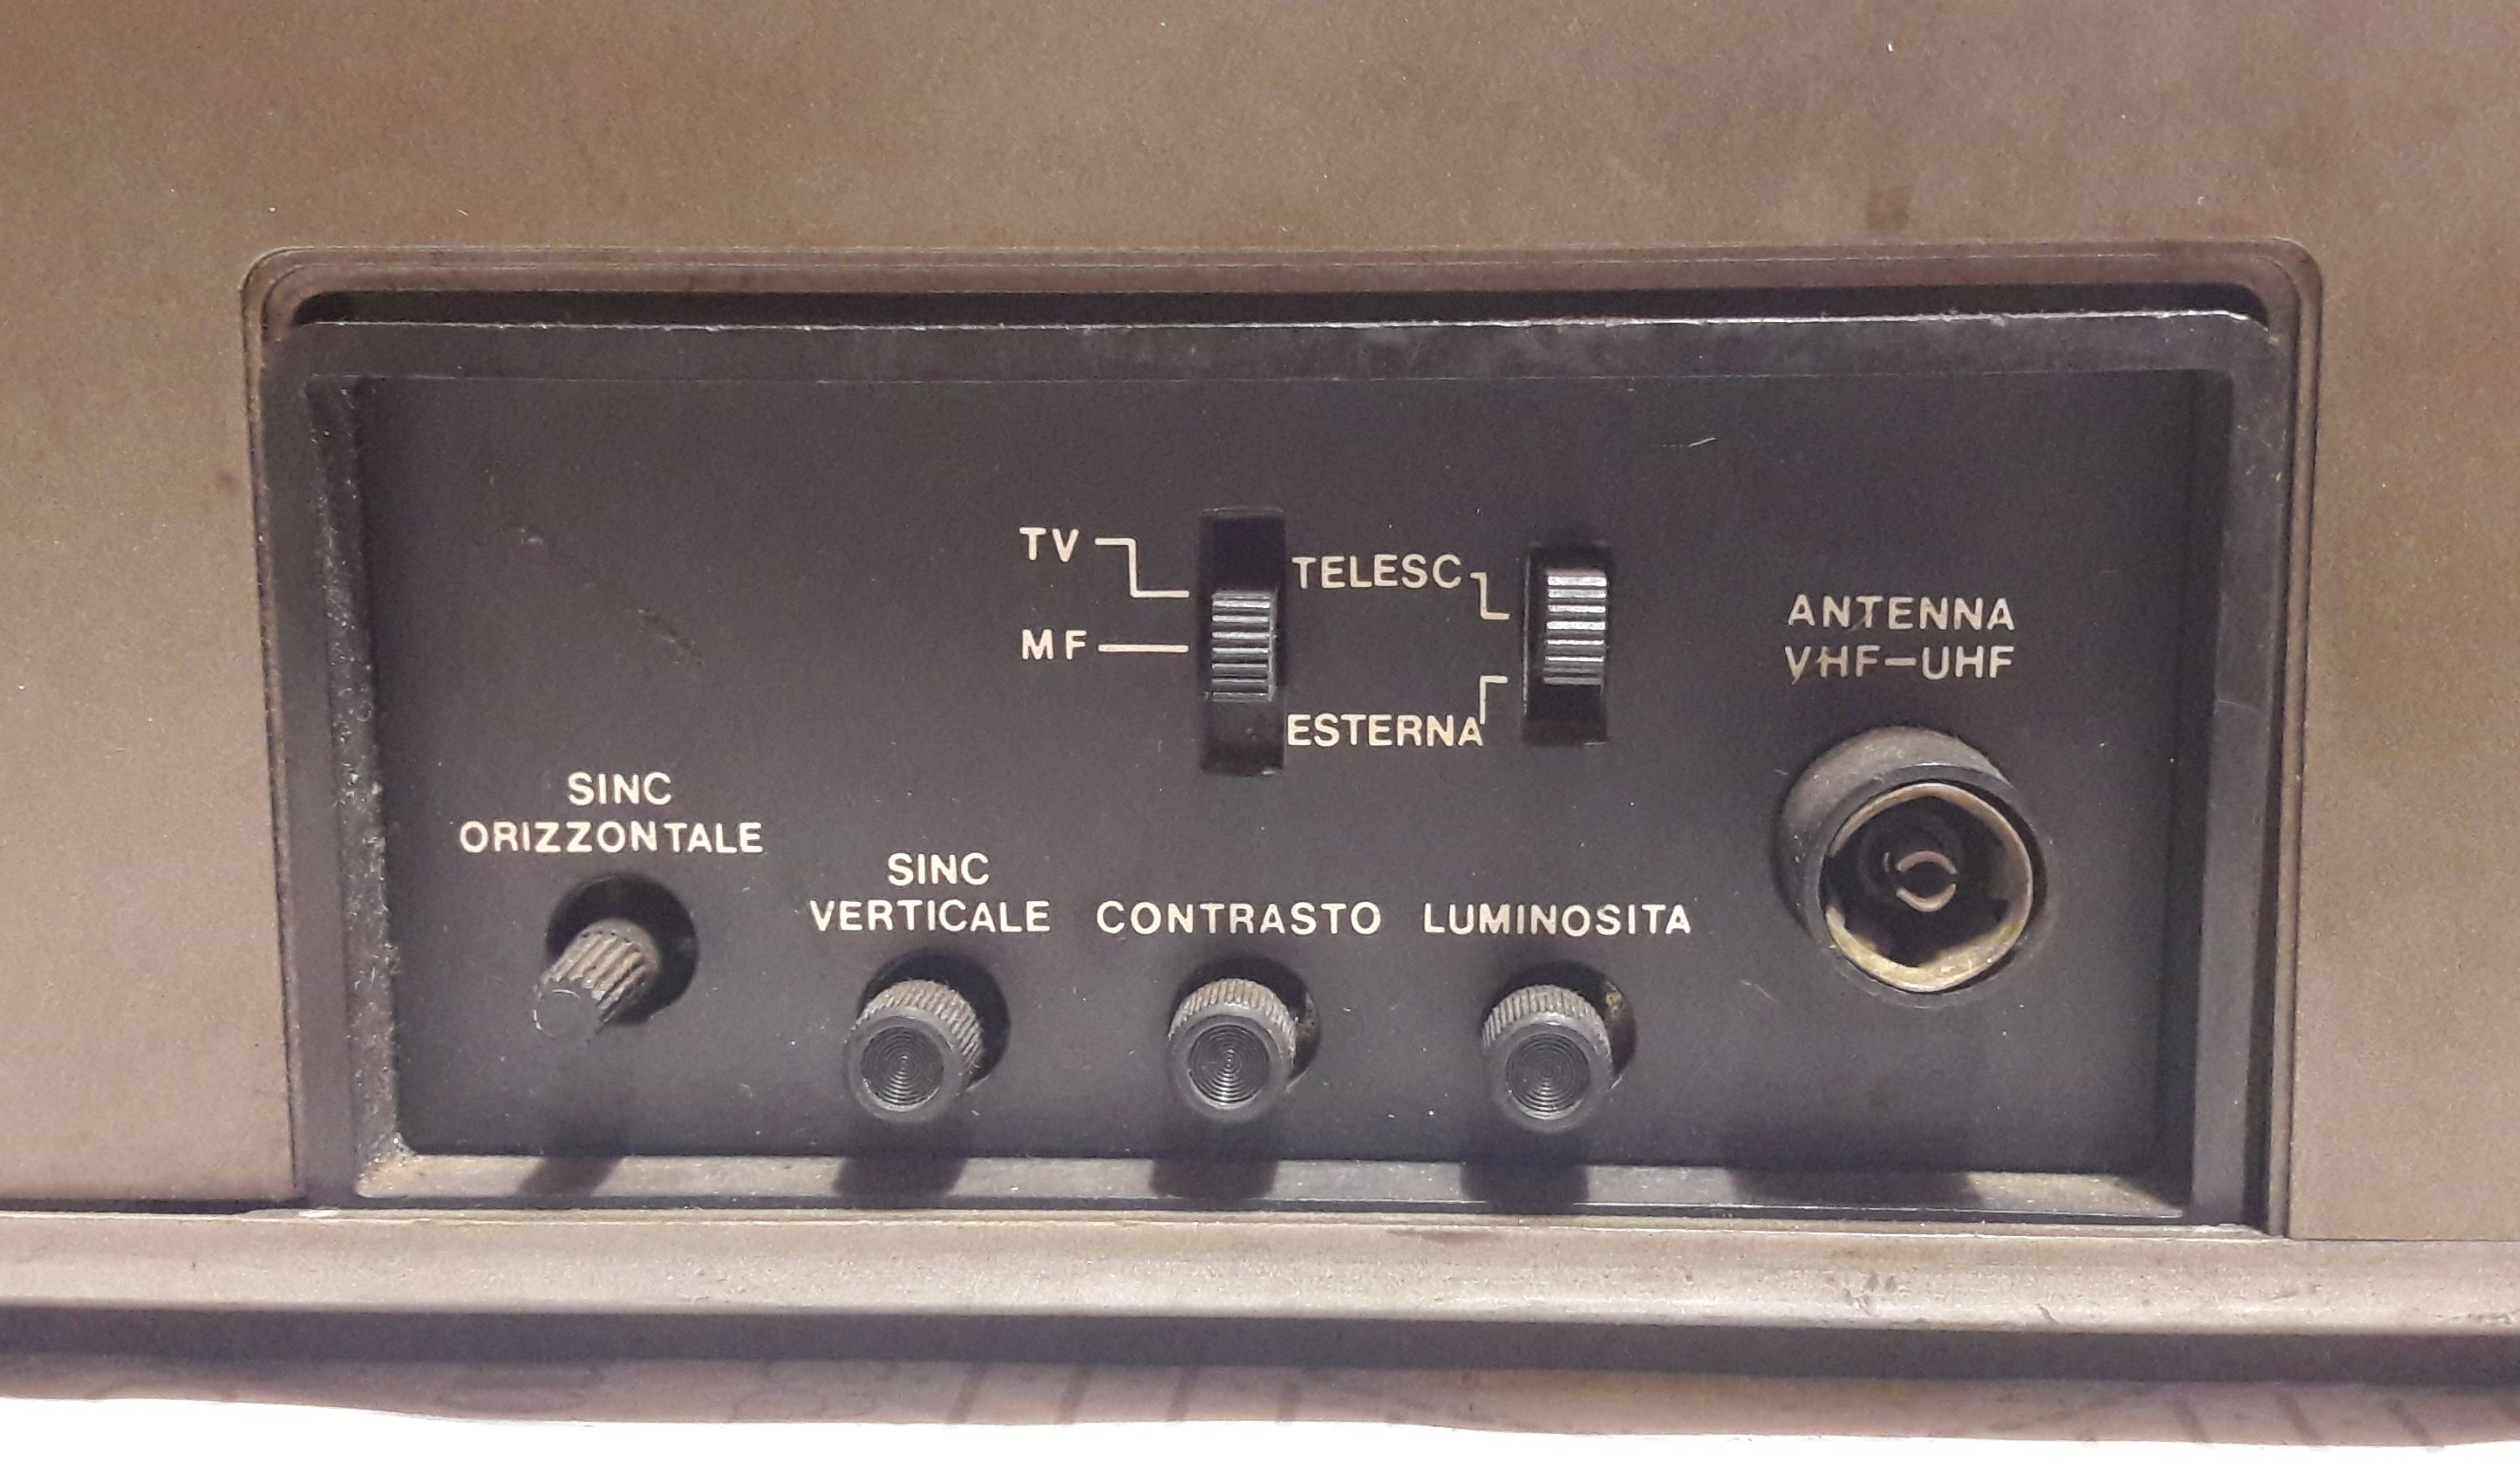 TV
MF
TELESC
ESTERNA
ANTENNA
VHF-UHF
SINC
ORIZZONTALE
SINC
VERTICALE
CONTRASTO
LUMINOSITA